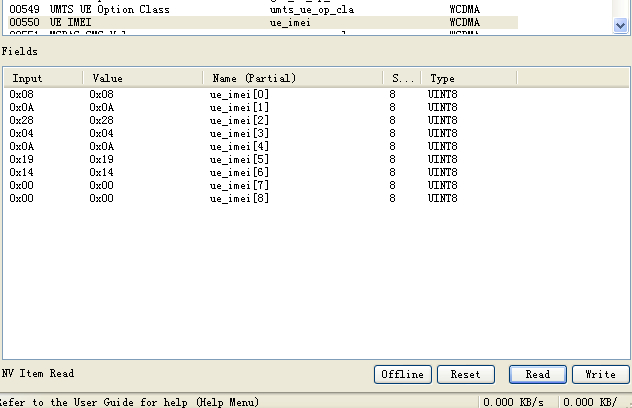 00549 UMTS UE Option Class umts_ue_op_cla WCDMA
00550 UE IMEI ue_imei WCDMA
Fields
Input Value Name (Partial) S... Type
0x08 0x08 ue_imei[0] 8 UINT8
0x0A 0x0A ue_imei[1] 8 UINT8
0x28 0x28 ue_imei[2] 8 UINT8
0x04 0x04 ue_imei[3] 8 UINT8
0x0A 0x0A ue_imei[4] 8 UINT8
0x19 0x19 ue_imei[5] 8 UINT8
0x14 0x14 ue_imei[6] 8 UINT8
0x00 0x00 ue_imei[7] 8 UINT8
0x00 0x00 ue_imei[8] 8 UINT8
NV Item Read Offline Reset Read Write
Refer to the User Guide for help (Help Menu) 0.000 KB/s 0.000 KB/